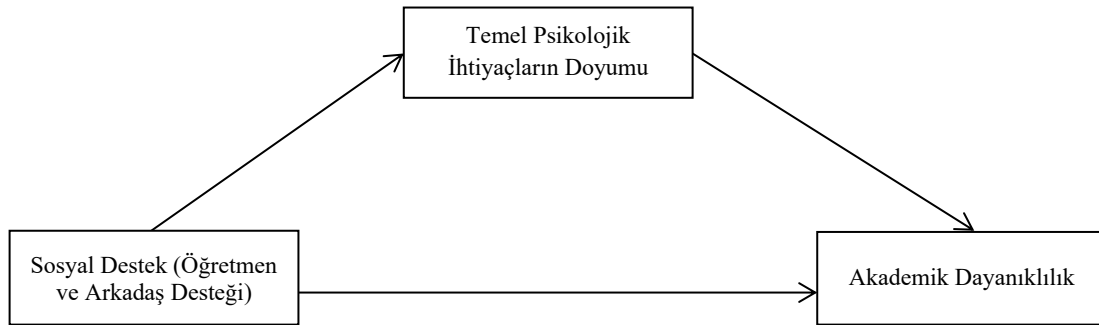 Temel Psikolojik
İhtiyaçların Doyumu
Sosyal Destek (Öğretmen
ve Arkadaş Desteği)
Akademik Dayanıklılık